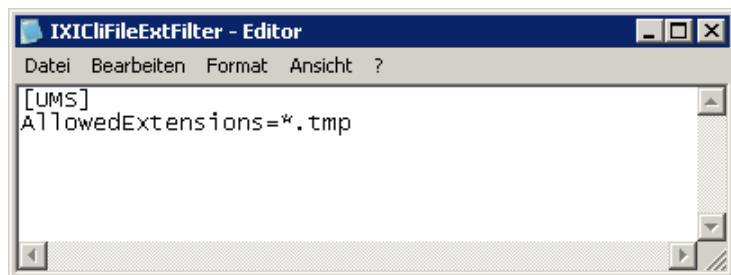 IXICliFileExtFilter - Editor
Datei Bearbeiten Format Ansicht ?
[UMS]
AllowedExtensions=*.tmp